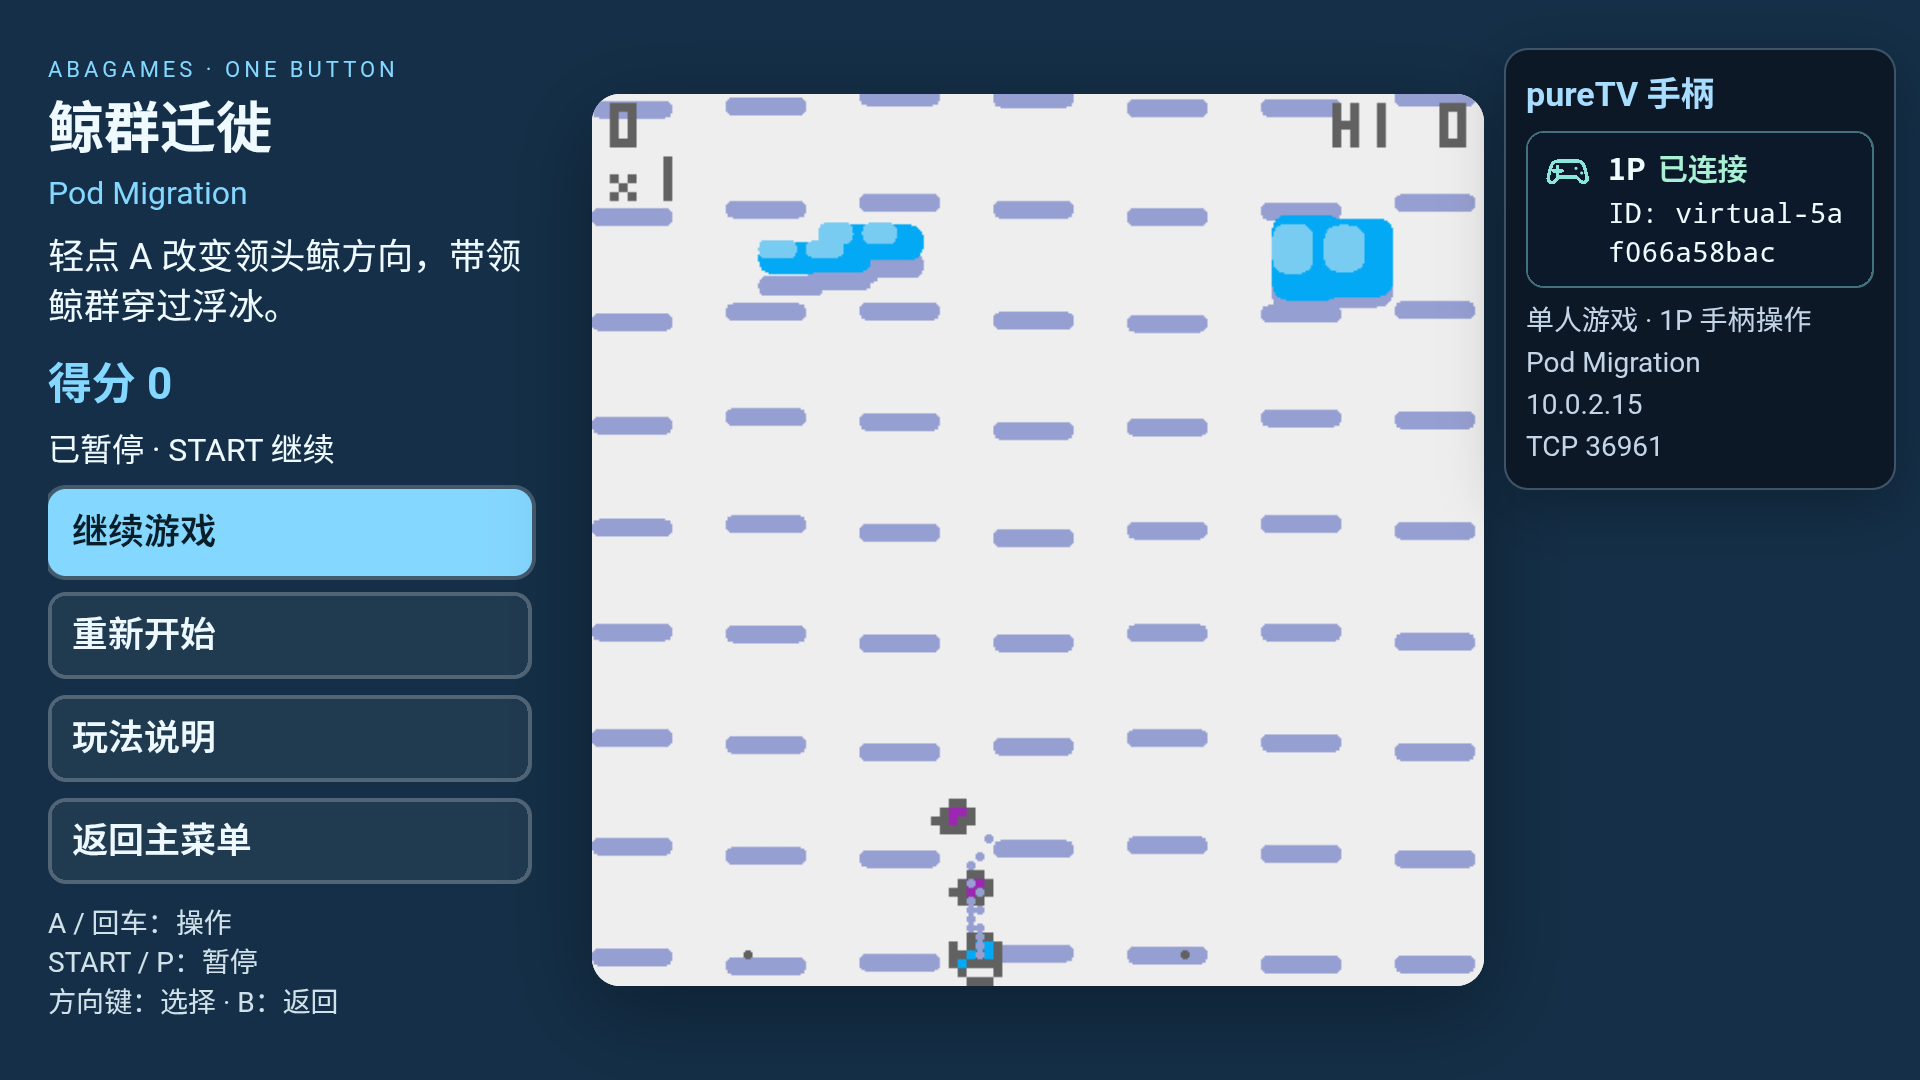 ABAGAMES · ONE BUTTON
鲸群迁徙
Pod Migration
轻点 A 改变领头鲸方向，带领
鲸群穿过浮冰。
得分 0
已暂停 · START 继续
继续游戏
重新开始
玩法说明
返回主菜单
A / 回车：操作
START / P：暂停
方向键：选择 · B：返回
0
x1
HI 0
pureTV 手柄
1P 已连接
ID: virtual-5a
f066a58bac
单人游戏 · 1P 手柄操作
Pod Migration
10.0.2.15
TCP 36961